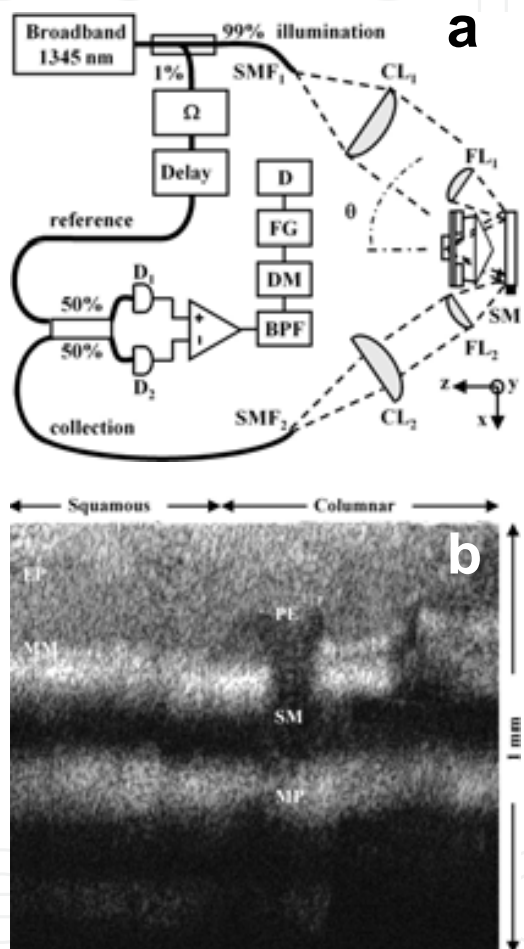 a
Broadband
1345 nm
99% illumination
1%
SMF1
CL1
Ω
Delay
FL1
θ
D
FG
DM
BPF
reference
50%
50%
D1
D2
+
-
SM
FL2
CL2
SMF2
collection
z
y
x
Squamous
Columnar
b
EP
PE
MM
SM
MP
1 mm